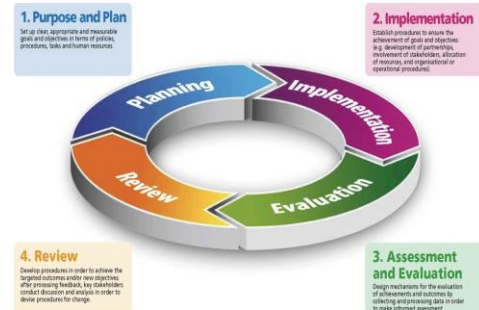 1. Purpose and Plan
Set up clear, appropriate and measurable
goals and objectives in terms of policies,
procedures, tasks and human resources.
2. Implementation
Establish procedures to ensure the
achievement of goals and objectives
(e.g. development of partnerships,
involvement of stakeholders, allocation
of resources, and organisational or
operational procedures).
Planning
Implementation
Review
Evaluation
4. Review
Develop procedures in order to achieve the
targeted outcomes and/or new objectives;
after processing feedback, key stakeholders
conduct discussion and analysis in order to
devise procedures for change.
3. Assessment
and Evaluation
Design mechanisms for the evaluation
of achievements and outcomes by
collecting and processing data in order
to make informed assessment.